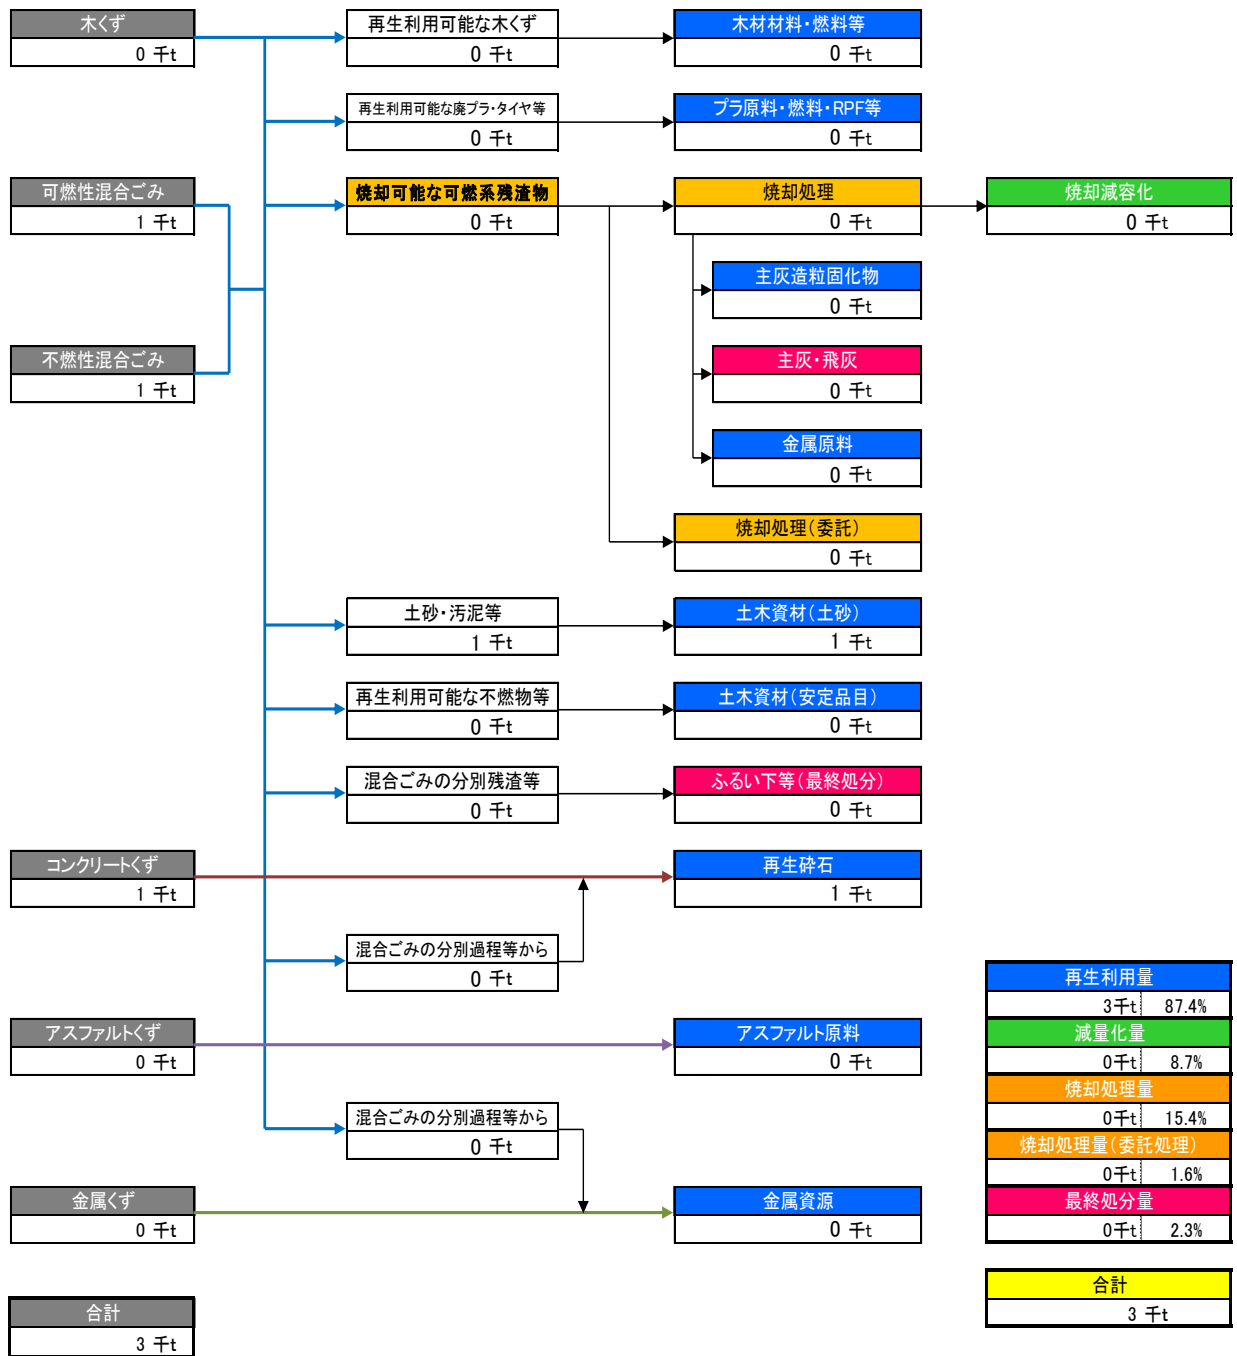 木くず
0 千t
再生利用可能な木くず
0 千t
木材材料・燃料等
0 千t
再生利用可能な廃プラ・タイヤ等
0 千t
プラ原料・燃料・RPF等
0 千t
可燃性混合ごみ
1 千t
焼却可能な可燃系残渣物
0 千t
焼却処理
0 千t
焼却減容化
0 千t
主灰造粒固化物
0 千t
不燃性混合ごみ
1 千t
主灰・飛灰
0 千t
金属原料
0 千t
焼却処理(委託)
0 千t
土砂・汚泥等
1 千t
土木資材(土砂)
1 千t
再生利用可能な不燃物等
0 千t
土木資材(安定品目)
0 千t
混合ごみの分別残渣等
0 千t
ふるい下等(最終処分)
0 千t
コンクリートくず
1 千t
再生砕石
1 千t
混合ごみの分別過程等から
0 千t
アスファルトくず
0 千t
アスファルト原料
0 千t
混合ごみの分別過程等から
0 千t
金属くず
0 千t
金属資源
0 千t
再生利用量
3千t 87.4%
減量化量
0千t 8.7%
焼却処理量
0千t 15.4%
焼却処理量(委託処理)
0千t 1.6%
最終処分量
0千t 2.3%
合計
3 千t
合計
3 千t